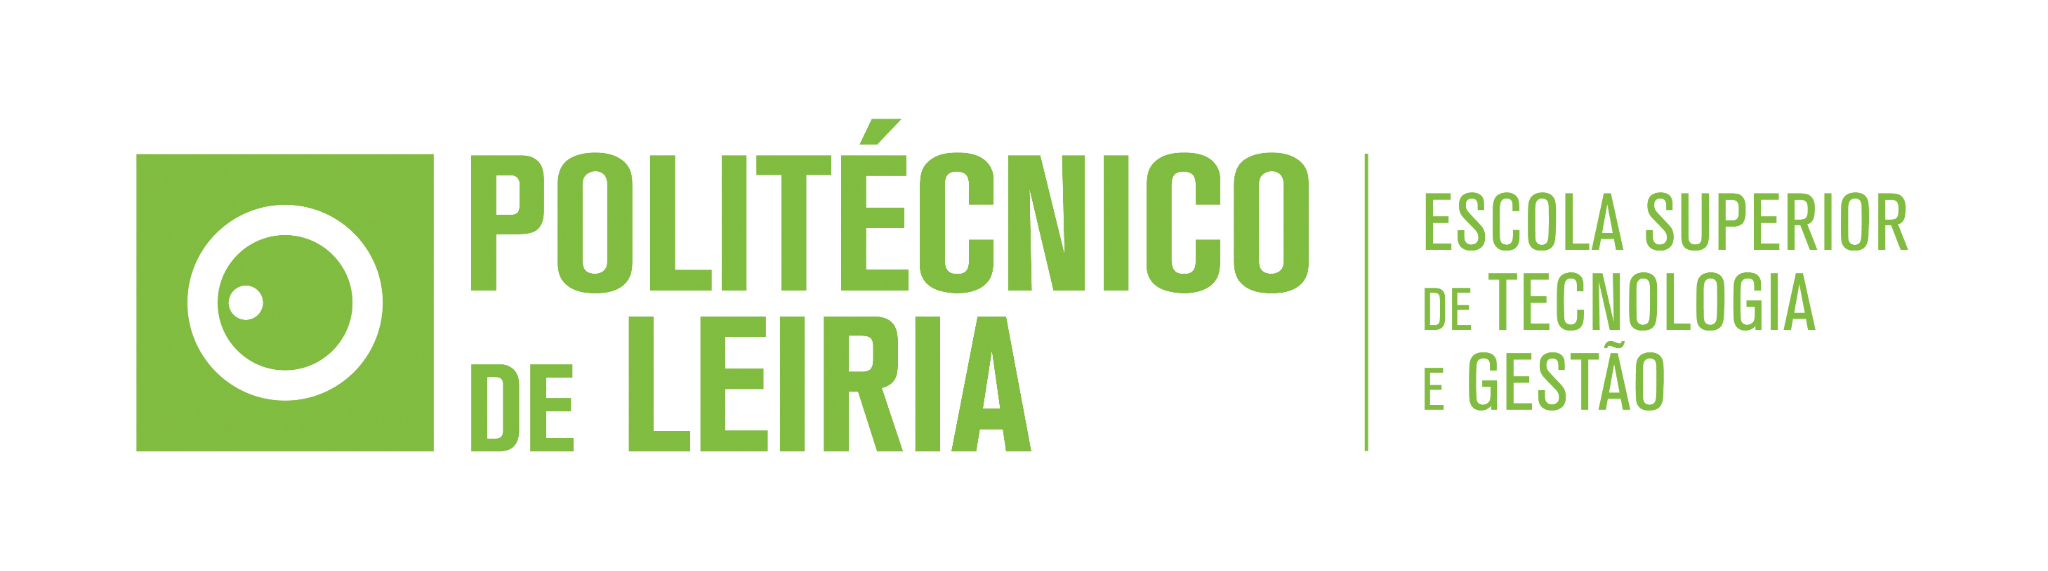 POLITÉCNICO
DE LEIRIA
ESCOLA SUPERIOR
DE TECNOLOGIA
E GESTÃO